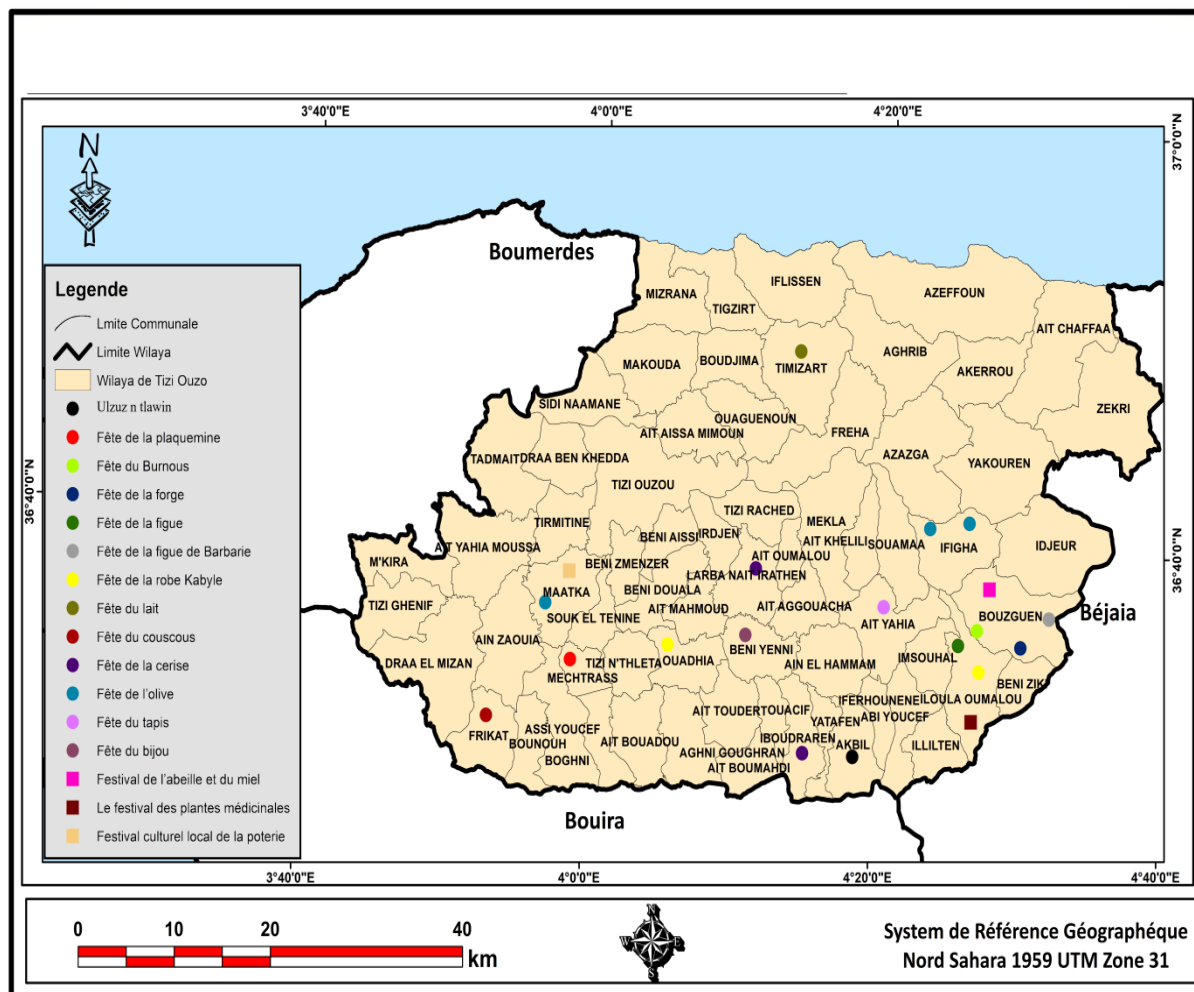 3°40'0"E
4°0'0"E
4°20'0"E
37°0'0"N
N
Boumerdes
IFLISSEN
MIZRANA
AZEFFOUN
TIGZIRT
AIT CHAFFAA
Legende
Lmite Communale
Limite Wilaya
Wilaya de Tizi Ouzo
Ulzuz n tlawin
Fête de la plaquemine
Fête du Burnous
Fête de la forge
Fête de la figue
Fête de la figue de Barbarie
Fête de la robe Kabyle
Fête du lait
Fête du couscous
Fête de la cerise
Fête de l'olive
Fête du tapis
Fête du bijou
Festival de l'abeille et du miel
Le festival des plantes médicinales
Festival culturel local de la poterie
MAKOUDA
BOUDJIMA
TIMIZART
AGHRIB
AKERROU
SIDI NAAMANE
OUAGUENOUN
ZEKRI
AIT AISSA MIMOUN
FREHA
TADMAIT
DRAA BEN KHEDDA
AZAZGA
YAKOUREN
TIZI OUZOU
36°40'0"N
TIZI RACHED
TIRMITINE
MEKLA
BENI AISSI
IRDJEN
AIT YAHIA MOUSSA
AIT KHELILI
SOUAMAA
IFIGHA
IDJEUR
36°40'0"N
M'KIRA
BENI ZMENZER
AIT OUMALOU
LARBA NAIT IRATHEN
MAATKA
BENI DOUALA
TIZI GHENIF
AIT MAHMOUD
AIT AGGOUACHA
SOUK EL TENINE
AIT YAHIA
BOUZGUEN
Béjaia
AIN ZAOUIA
BENI YENNI
IMSOUHAL
DRAA EL MIZAN
TIZI N'THLETA
OUADHIA
AIN EL HAMMAM
MECHTRASS
BENI ZIK
IFERHOUNENE
ILOULA OUMALOU
AIT TOUDERT
OUACIF
ABI YOUCEF
YATAFEN
ASSI YOUCEF
FRIKAT
IBOUDRAREN
BOUNOUH
AIT BOUADOU
AKBIL
ILLILTEN
AGHNI GOUGHRAN
BOGHNI
AIT BOUMAHDI
Bouira
3°40'0"E
4°0'0"E
4°20'0"E
4°40'0"E
0
10
20
40
km
N
W
E
S
System de Référence Géographéque
Nord Sahara 1959 UTM Zone 31